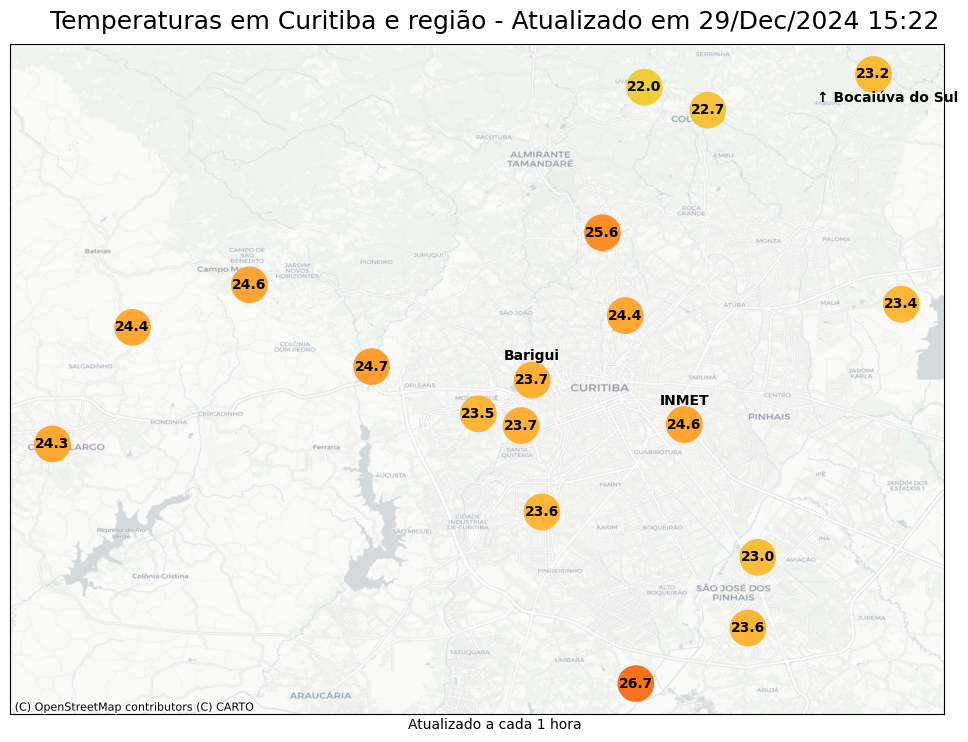 Temperaturas em Curitiba e região - Atualizado em 29/Dec/2024 15:22
SERRINHA
23.2
22.0
↑ Bocaiúva do Sul
22.7
PACOTUBA
ALMIRANTE
TAMANDARÉ
EMBU
ROÇA
GRANDE
25.6
MONZA
PALOMA
Bateias
CAMPO DE
SÃO
BENEDITO
JURUQUI
PIONEIRO
JARDIM
NOVOS
HORIZONTES
24.6
MAUÁ
23.4
ATUBA
SÃO JOÃO
24.4
24.4
COLÔNIA
DOM PEDRO
Barigui
SALGADINHO
24.7
JARDIM
KARLA
23.7
TARUMÃ
ORLEANS
CURITIBA
CENTRO
INMET
23.5
CERCADINHO
PINHAIS
RONDINHA
23.7
24.6
24.3
LARGO
Ferraria
SANTA
QUITÉRIA
GUABIROTUBA
AUGUSTA
IPÊ
FANNY
JARDIM DOS
ESTADOS I
23.6
CIDADE
INDUSTRIAL
DE CURITIBA
SÃO MIGUEL
XAXIM
BOQUEIRÃO
Represa do Rio
Verde
INÁ
23.0
AVIAÇÃO
PINHEIRINHO
Colônia Cristina
ALTO
BOQUEIRÃO
SÃO JOSÉ DOS
PINHAIS
JUREMA
23.6
TATUQUARA
UMBARÁ
26.7
ARUJÁ
ARAUCÁRIA
(C) OpenStreetMap contributors (C) CARTO
Atualizado a cada 1 hora